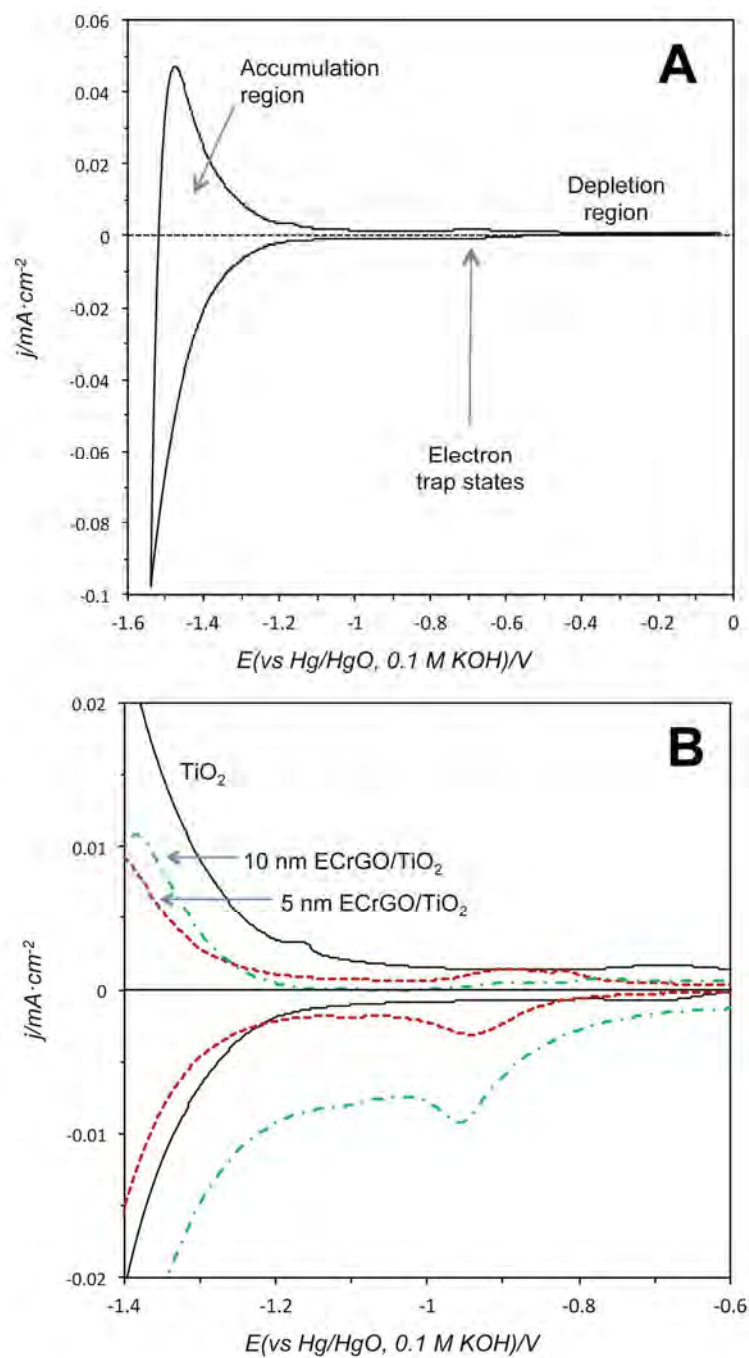 A
0.06
0.04
0.02
0
-0.02
-0.04
-0.06
-0.08
-0.1
j/mA·cm-2
Accumulation
region
Depletion
region
Electron
trap states
-1.6
-1.4
-1.2
-1
-0.8
-0.6
-0.4
-0.2
0
E(vs Hg/HgO, 0.1 M KOH)/V
B
0.02
0.01
0
-0.01
-0.02
j/mA·cm-2
TiO2
10 nm ECrGO/TiO2
5 nm ECrGO/TiO2
-1.4
-1.2
-1
-0.8
-0.6
E(vs Hg/HgO, 0.1 M KOH)/V